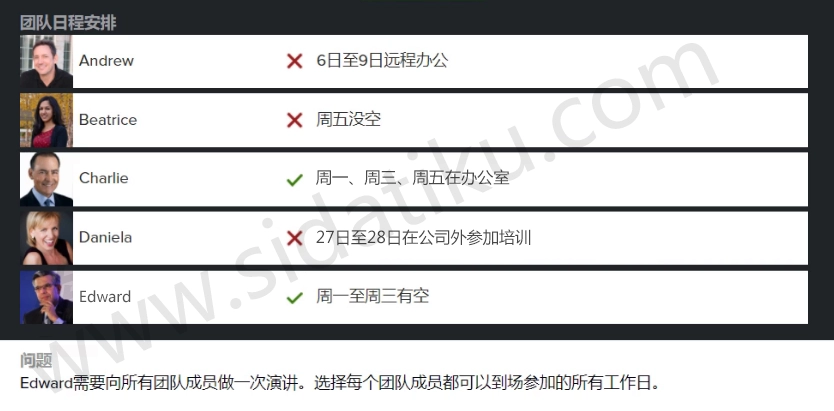 团队日程安排
Andrew 6日至9日远程办公
Beatrice 周五没空
Charlie 周一、周三、周五在办公室
Daniela 27日至28日在公司外参加培训
Edward 周一至周三有空
www.sidatiku.com
问题
Edward需要向所有团队成员做一次演讲。选择每个团队成员都可以到场参加的所有工作日。